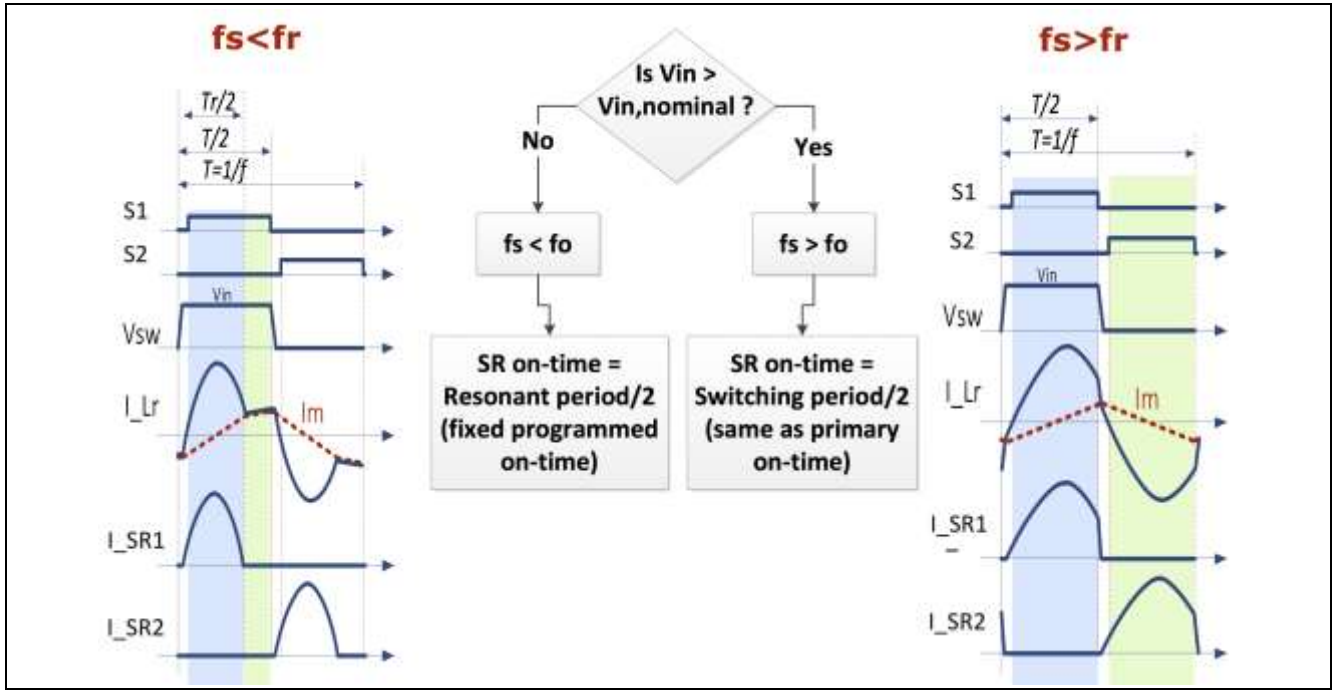 fs<fr
Tr/2
T/2
T=1/f
S1
S2
Vin
Vsw
I_Lr
Im
I_SR1
I_SR2
Is Vin >
Vin,nominal ?
No
Yes
fs < fo
fs > fo
SR on-time =
Resonant period/2
(fixed programmed
on-time)
SR on-time =
Switching period/2
(same as primary
on-time)
fs>fr
T/2
T=1/f
S1
S2
Vin
Vsw
I_Lr
Im
I_SR1
I_SR2